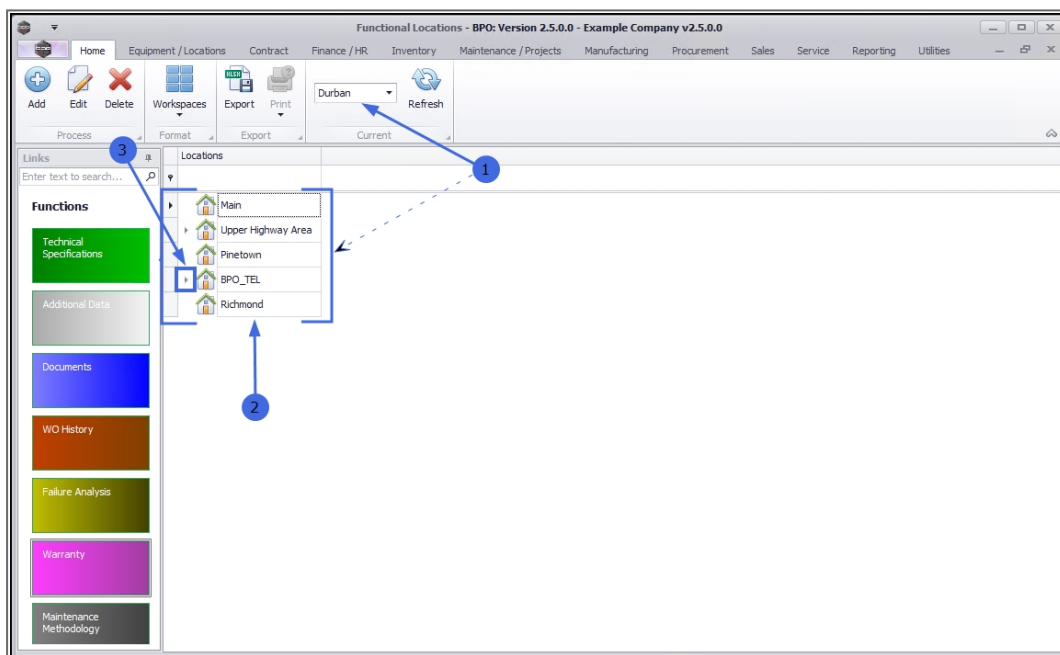 Functional Locations - BPO: Version 2.5.0.0 - Example Company v2.5.0.0
Home Equipment / Locations Contract Finance / HR Inventory Maintenance / Projects Manufacturing Procurement Sales Service Reporting Utilities
XLSX
Durban
Add Edit Delete Workspaces Export Print Refresh
Process Format Export Current
3
1
Links
Locations
Enter text to search...
Functions
Main
Upper Highway Area
Pinetown
BPO_TEL
Richmond
2
Technical
Specifications
Additional Data
Documents
WO History
Failure Analysis
Warranty
Maintenance
Methodology